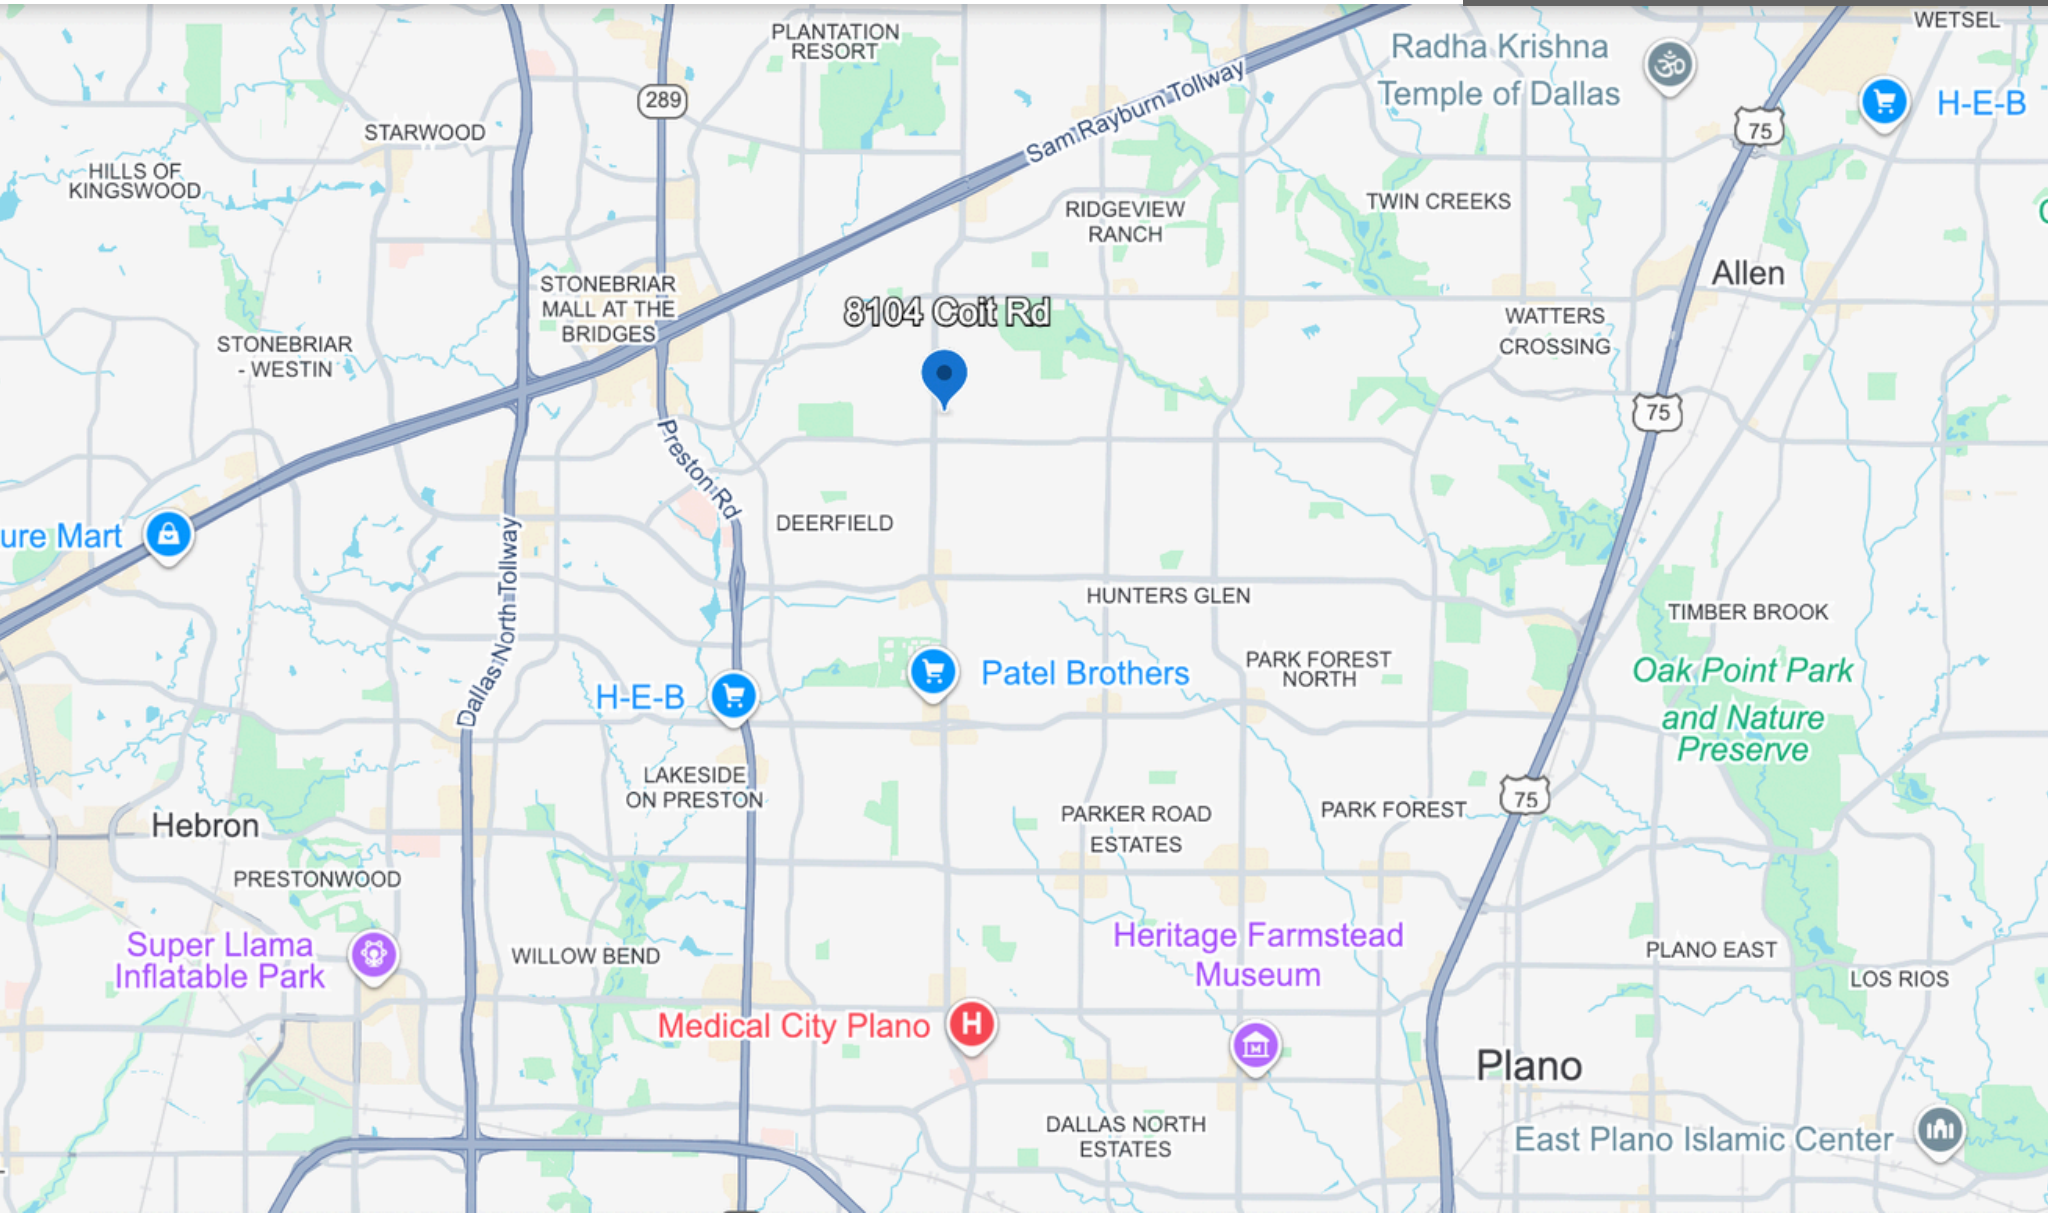 PLANTATION
RESORT
WETSEL
Radha Krishna
Temple of Dallas
289
Sam Rayburn Tollway
75
H-E-B
STARWOOD
HILLS OF
KINGSWOOD
RIDGEVIEW
RANCH
TWIN CREEKS
Allen
STONEBRIAR
MALL AT THE
BRIDGES
8104 Coit Rd
STONEBRIAR
- WESTIN
WATTERS
CROSSING
75
Preston Rd
ure Mart
DEERFIELD
Dallas North Tollway
HUNTERS GLEN
TIMBER BROOK
H-E-B
Patel Brothers
PARK FOREST
NORTH
Oak Point Park
and Nature
Preserve
LAKESIDE
ON PRESTON
75
Hebron
PARKER ROAD
ESTATES
PARK FOREST
PRESTONWOOD
Super Llama
Inflatable Park
WILLOW BEND
Heritage Farmstead
Museum
PLANO EAST
LOS RIOS
Medical City Plano
H
M
Plano
DALLAS NORTH
ESTATES
East Plano Islamic Center